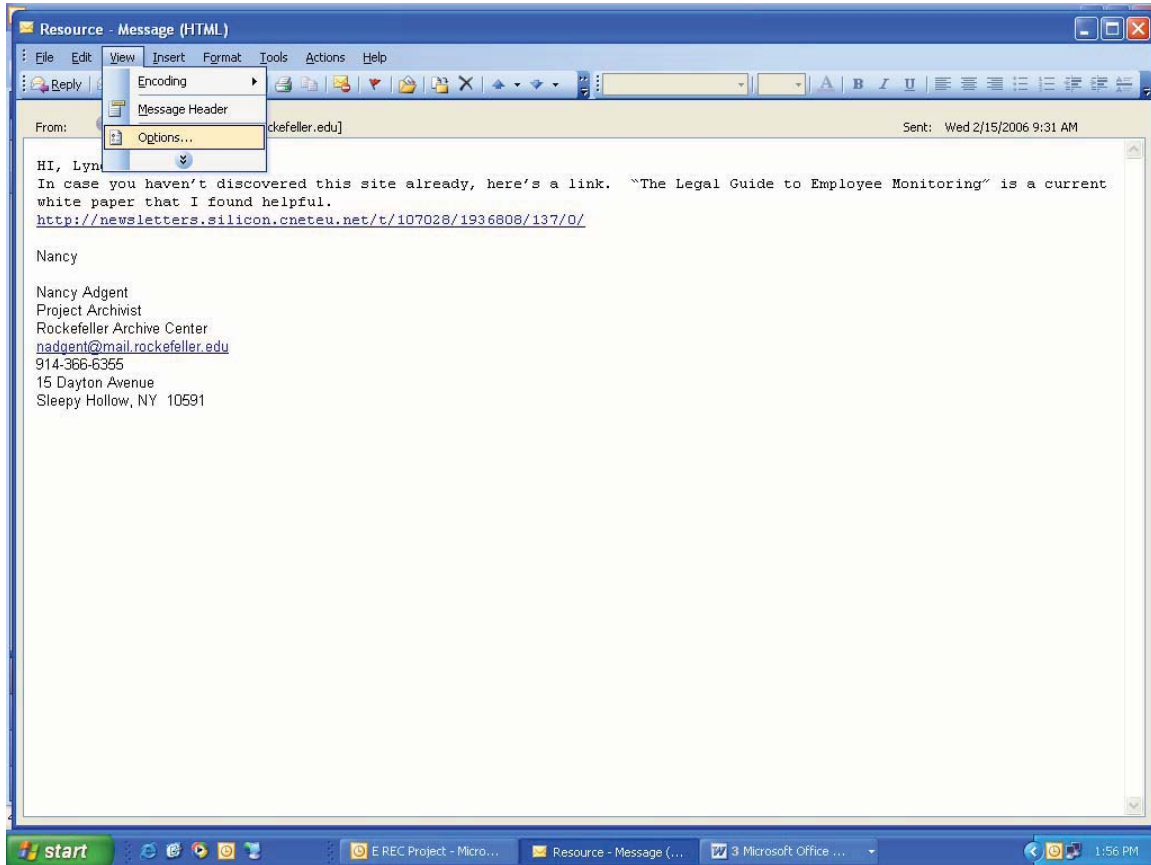 Resource - Message (HTML)
File Edit View Insert Format Tools Actions Help
Reply
Encoding
Message Header
Options...
From: ckefeller.edu]
Sent: Wed 2/15/2006 9:31 AM
HI, Lyn
In case you haven't discovered this site already, here's a link. "The Legal Guide to Employee Monitoring" is a current
white paper that I found helpful.
http://newsletters.silicon.cneteu.net/t/107028/1936808/137/0/
Nancy
Nancy Adgent
Project Archivist
Rockefeller Archive Center
nadgent@mail.rockefeller.edu
914-366-6355
15 Dayton Avenue
Sleepy Hollow, NY 10591
start
E REC Project - Micro...
Resource - Message (...
3 Microsoft Office ...
1:56 PM